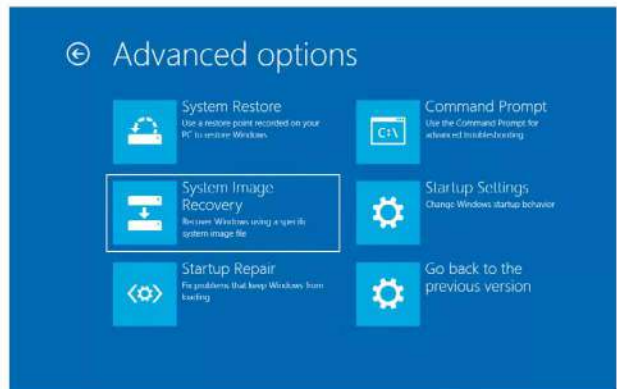 Advanced options
System Restore
Use a restore point recorded on your
PC to restore Windows
System Image
Recovery
Recover Windows using a specific
system image file
Startup Repair
Fix problems that keep Windows from
loading
Command Prompt
Use the Command Prompt for
advanced troubleshooting
C:\
Startup Settings
Change Windows startup behavior
Go back to the
previous version